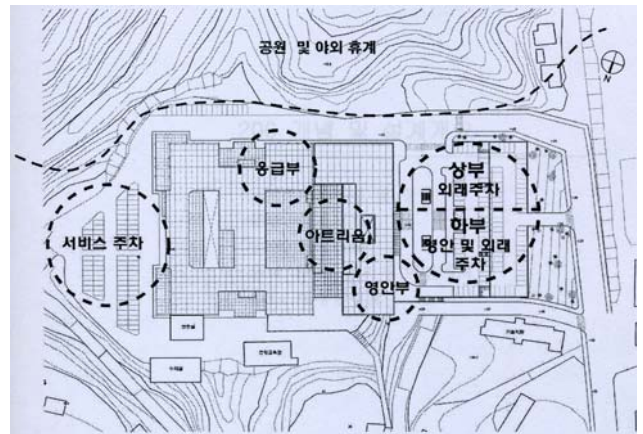 공원 및 야외 휴게
N
응급부
상부
외래주차
아트리움
하부
영안 및 외래
주차
서비스 주차
영안부